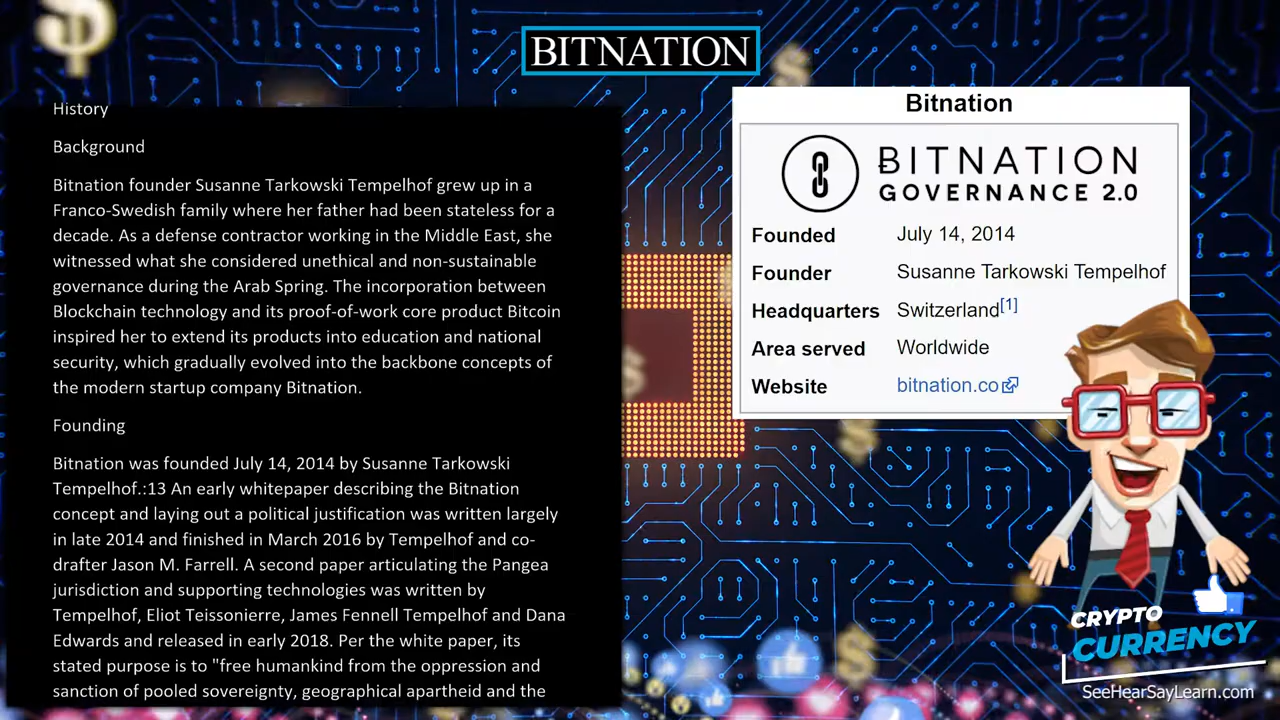 BITNATION
History
Background
Bitnation founder Susanne Tarkowski Tempelhof grew up in a
Franco-Swedish family where her father had been stateless for a
decade. As a defense contractor working in the Middle East, she
witnessed what she considered unethical and non-sustainable
governance during the Arab Spring. The incorporation between
Blockchain technology and its proof-of-work core product Bitcoin
inspired her to extend its products into education and national
security, which gradually evolved into the backbone concepts of
the modern startup company Bitnation.
Founding
Bitnation was founded July 14, 2014 by Susanne Tarkowski
Tempelhof.:13 An early whitepaper describing the Bitnation
concept and laying out a political justification was written largely
in late 2014 and finished in March 2016 by Tempelhof and co-
drafter Jason M. Farrell. A second paper articulating the Pangea
jurisdiction and supporting technologies was written by
Tempelhof, Eliot Teissonierre, James Fennell Tempelhof and Dana
Edwards and released in early 2018. Per the white paper, its
stated purpose is to "free humankind from the oppression and
sanction of pooled sovereignty, geographical apartheid and the
Bitnation
BITNATION
GOVERNANCE 2.0
Founded July 14, 2014
Founder Susanne Tarkowski Tempelhof
Headquarters Switzerland[1]
Area served Worldwide
Website bitnation.co
CRYPTO
CURRENCY
SeeHearSayLearn.com